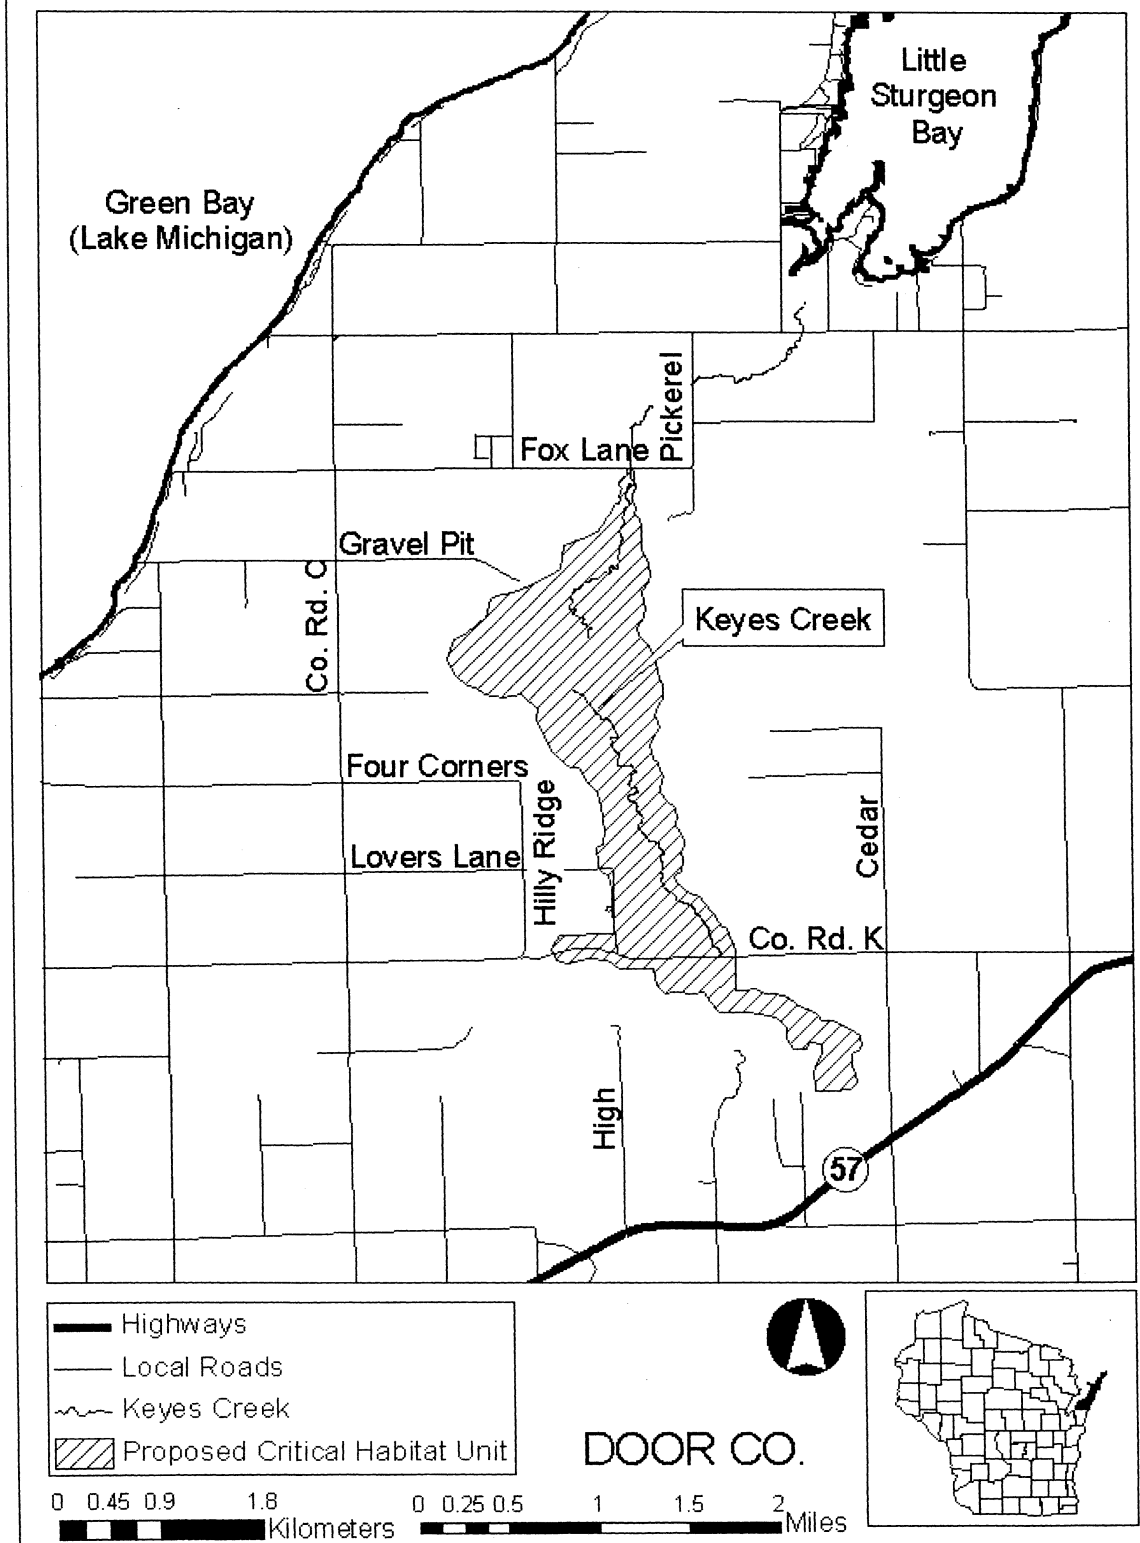 Little
Sturgeon
Bay
Green Bay
(Lake Michigan)
Pickerel
Fox Lane
Gravel Pit
Co. Rd. C
Keyes Creek
Four Corners
Hilly Ridge
Cedar
Lovers Lane
Co. Rd. K
High
57
Highways
Local Roads
Keyes Creek
Proposed Critical Habitat Unit
DOOR CO.
0 0.45 0.9 1.8
Kilometers
0 0.25 0.5 1 1.5 2
Miles